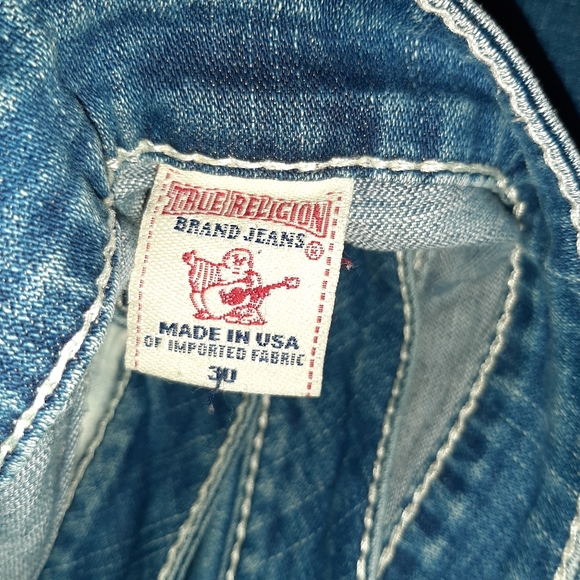 TRUE RELIGION
BRAND JEANS ®
MADE IN USA
OF IMPORTED FABRIC
30